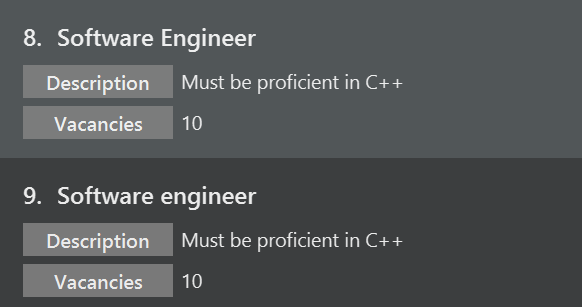 8. Software Engineer
Description Must be proficient in C++
Vacancies 10
9. Software engineer
Description Must be proficient in C++
Vacancies 10